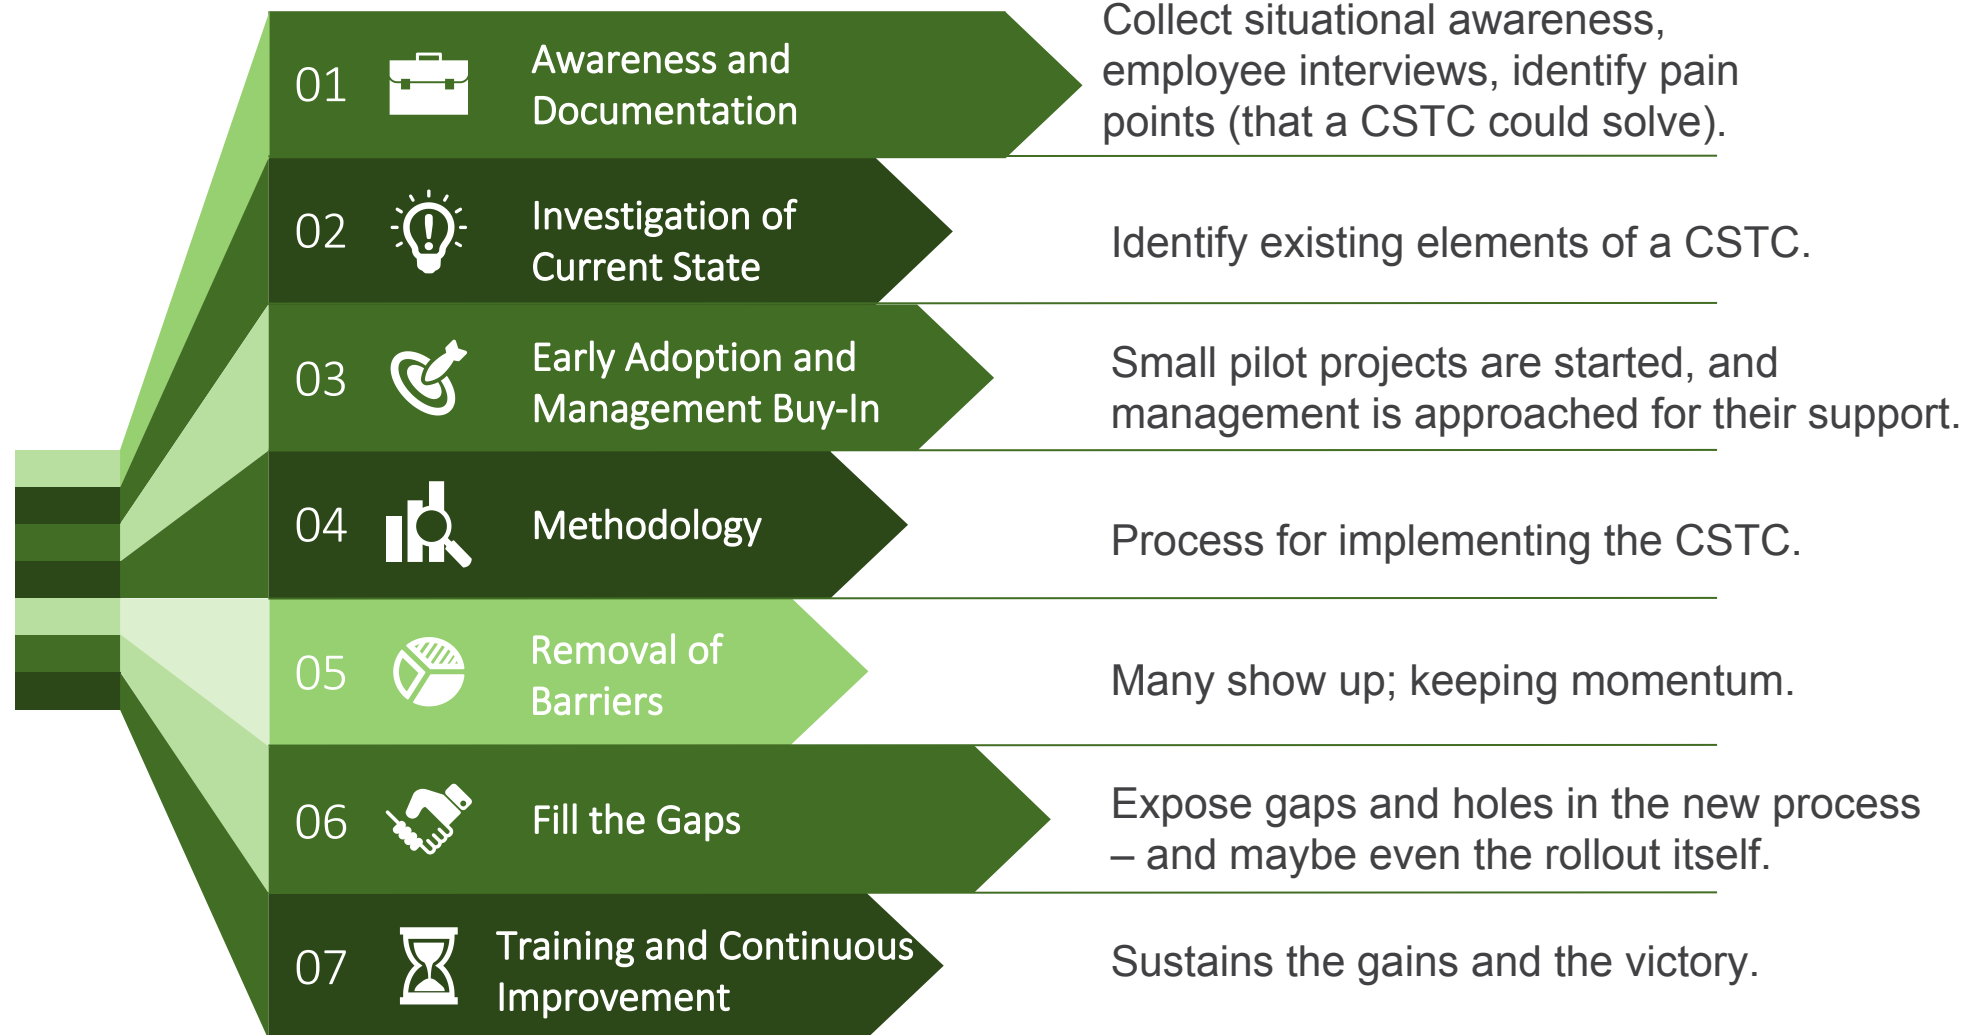 01
Awareness and
Documentation
Collect situational awareness,
employee interviews, identify pain
points (that a CSTC could solve).
02
Investigation of
Current State
Identify existing elements of a CSTC.
03
Early Adoption and
Management Buy-In
Small pilot projects are started, and
management is approached for their support.
04
Methodology
Process for implementing the CSTC.
05
Removal of
Barriers
Many show up; keeping momentum.
06
Fill the Gaps
Expose gaps and holes in the new process
– and maybe even the rollout itself.
07
Training and Continuous
Improvement
Sustains the gains and the victory.